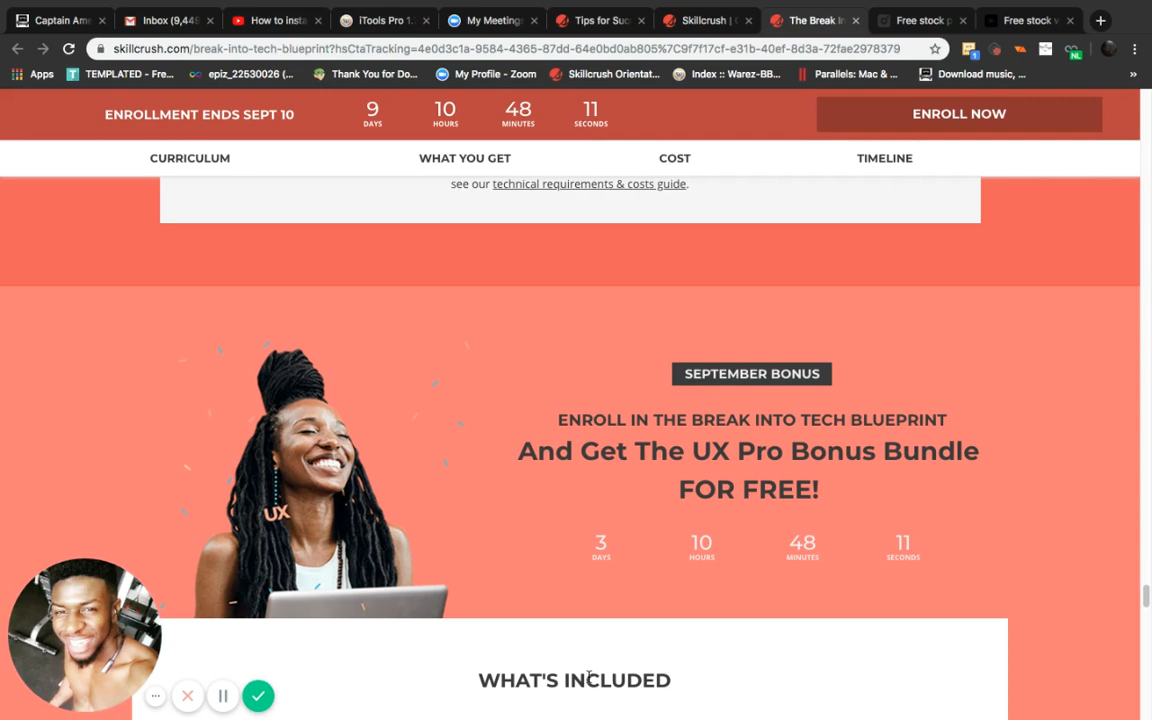 Captain Ame
Inbox (9,44
How to insta
iTools Pro 1.
My Meetings
Tips for Suc
Skillcrush |
The Break In
Free stock p
Free stock v
skillcrush.com/break-into-tech-blueprint?hsCtaTracking=4e0d3c1a-9584-4365-87dd-64e0bd0ab805%7C9f7f17cf-e31b-40ef-8d3a-72fae2978379
Apps
TEMPLATED - Fre...
epiz_22530026 (...
Thank You for Do...
My Profile - Zoom
Skillcrush Orientat...
Index :: Warez-BB...
Parallels: Mac & ...
Download music, ...
»
ENROLLMENT ENDS SEPT 10
9 10 48 11
DAYS HOURS MINUTES SECONDS
ENROLL NOW
CURRICULUM
WHAT YOU GET
COST
TIMELINE
see our technical requirements & costs guide.
SEPTEMBER BONUS
ENROLL IN THE BREAK INTO TECH BLUEPRINT
And Get The UX Pro Bonus Bundle
FOR FREE!
3 10 48 11
DAYS HOURS MINUTES SECONDS
UX
WHAT'S INCLUDED